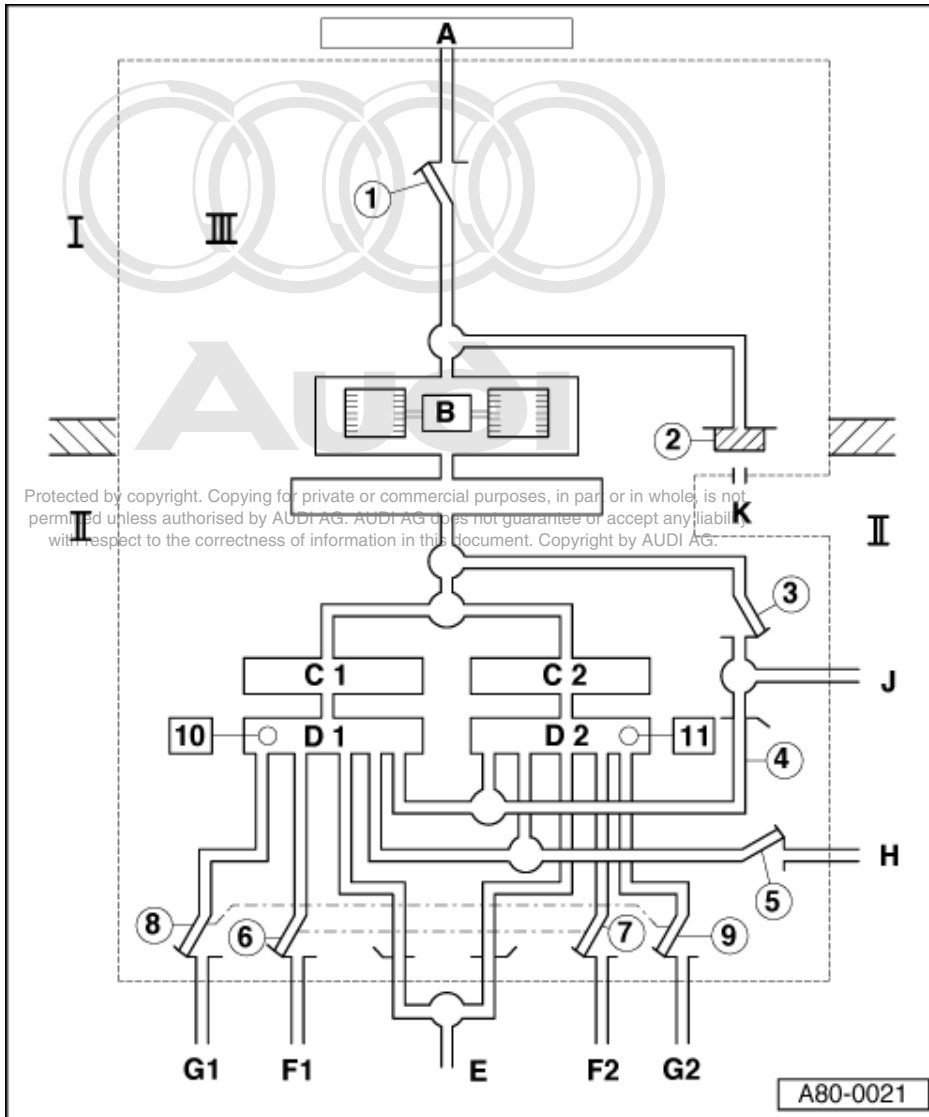 A
1
I
III
AUDI
B
2
Protected by copyright. Copying for private or commercial purposes, in part or in whole, is not
permitted unless authorised by AUDI AG. AUDI AG does not guarantee or accept any liability
with respect to the correctness of information in this document. Copyright by AUDI AG.
K
II
II
3
C 1
C 2
J
10
D 1
D 2
11
4
H
5
8
6
7
9
G1
F1
E
F2
G2
A80-0021